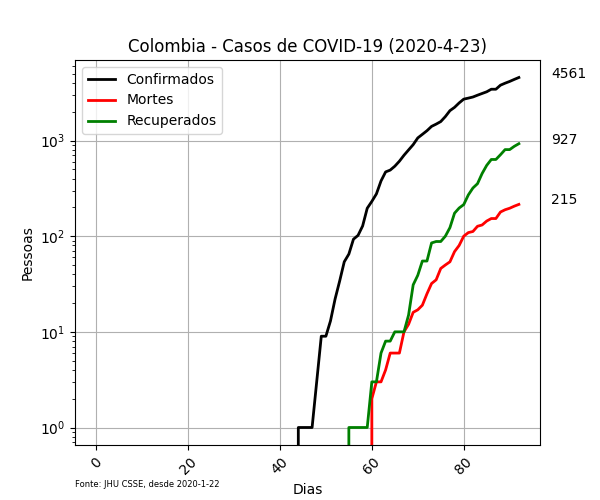 Colombia - Casos de COVID-19 (2020-4-23)
Confirmados
Mortes
Recuperados
4561
927
215
10³
10²
10¹
10⁰
Pessoas
0
20
40
60
80
Dias
Fonte: JHU CSSE, desde 2020-1-22